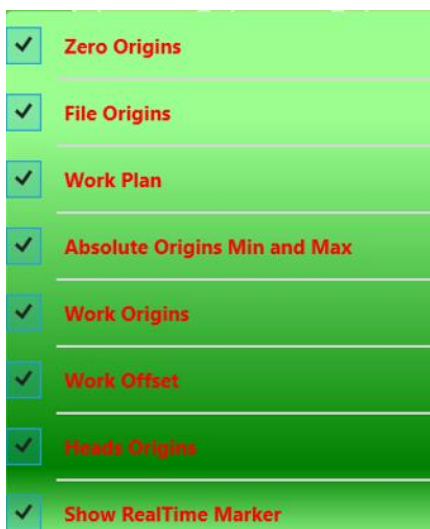 Zero Origins
File Origins
Work Plan
Absolute Origins Min and Max
Work Origins
Work Offset
Heads Origins
Show RealTime Marker